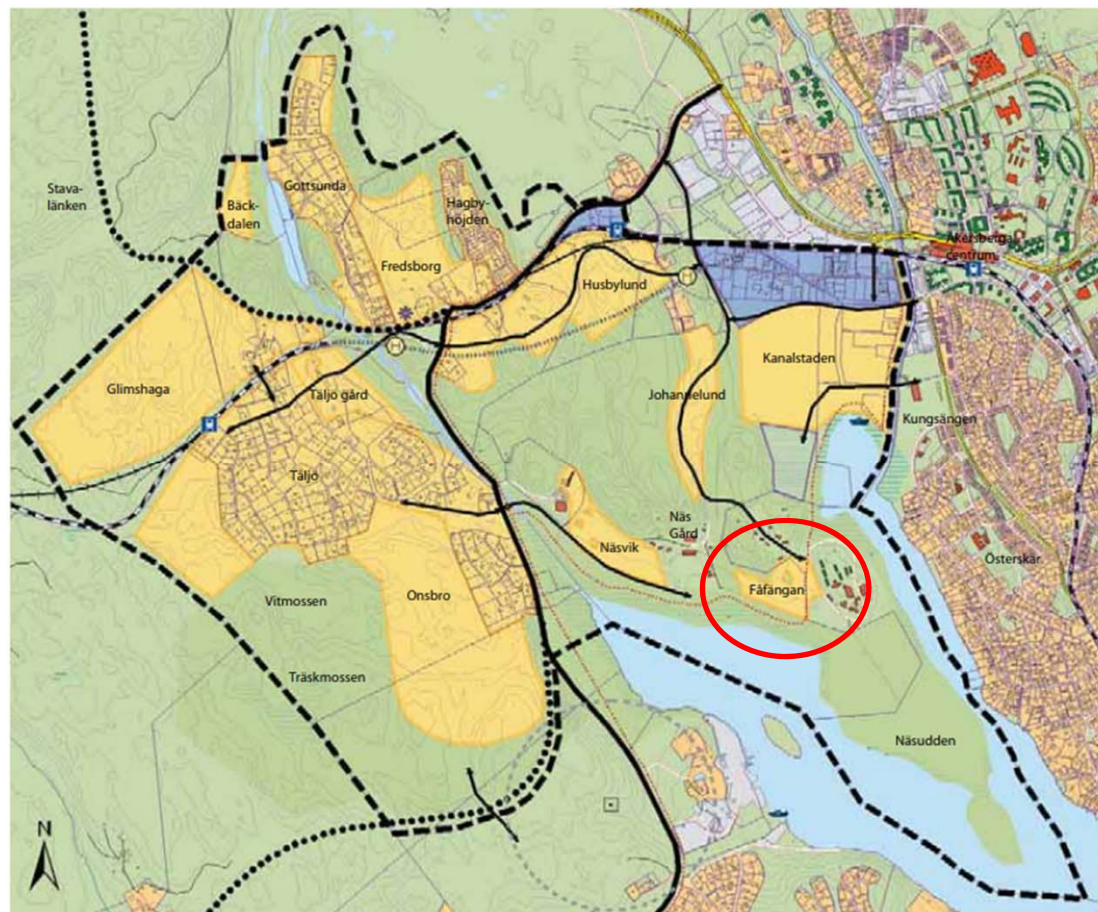 Stava-
länken
Bäck-
dalen
Gottsunda
Hagby-
höjden
Fredsborg
Husbylund
Åkersberga
centrum
Kanalstaden
Glimshaga
Täljö gård
Johannelund
Kungsängen
Täljö
Näs
Gård
Näsvik
Fåfängan
Österskär
Vitmossen
Onsbro
Träskmossen
Näsudden
H
H
N